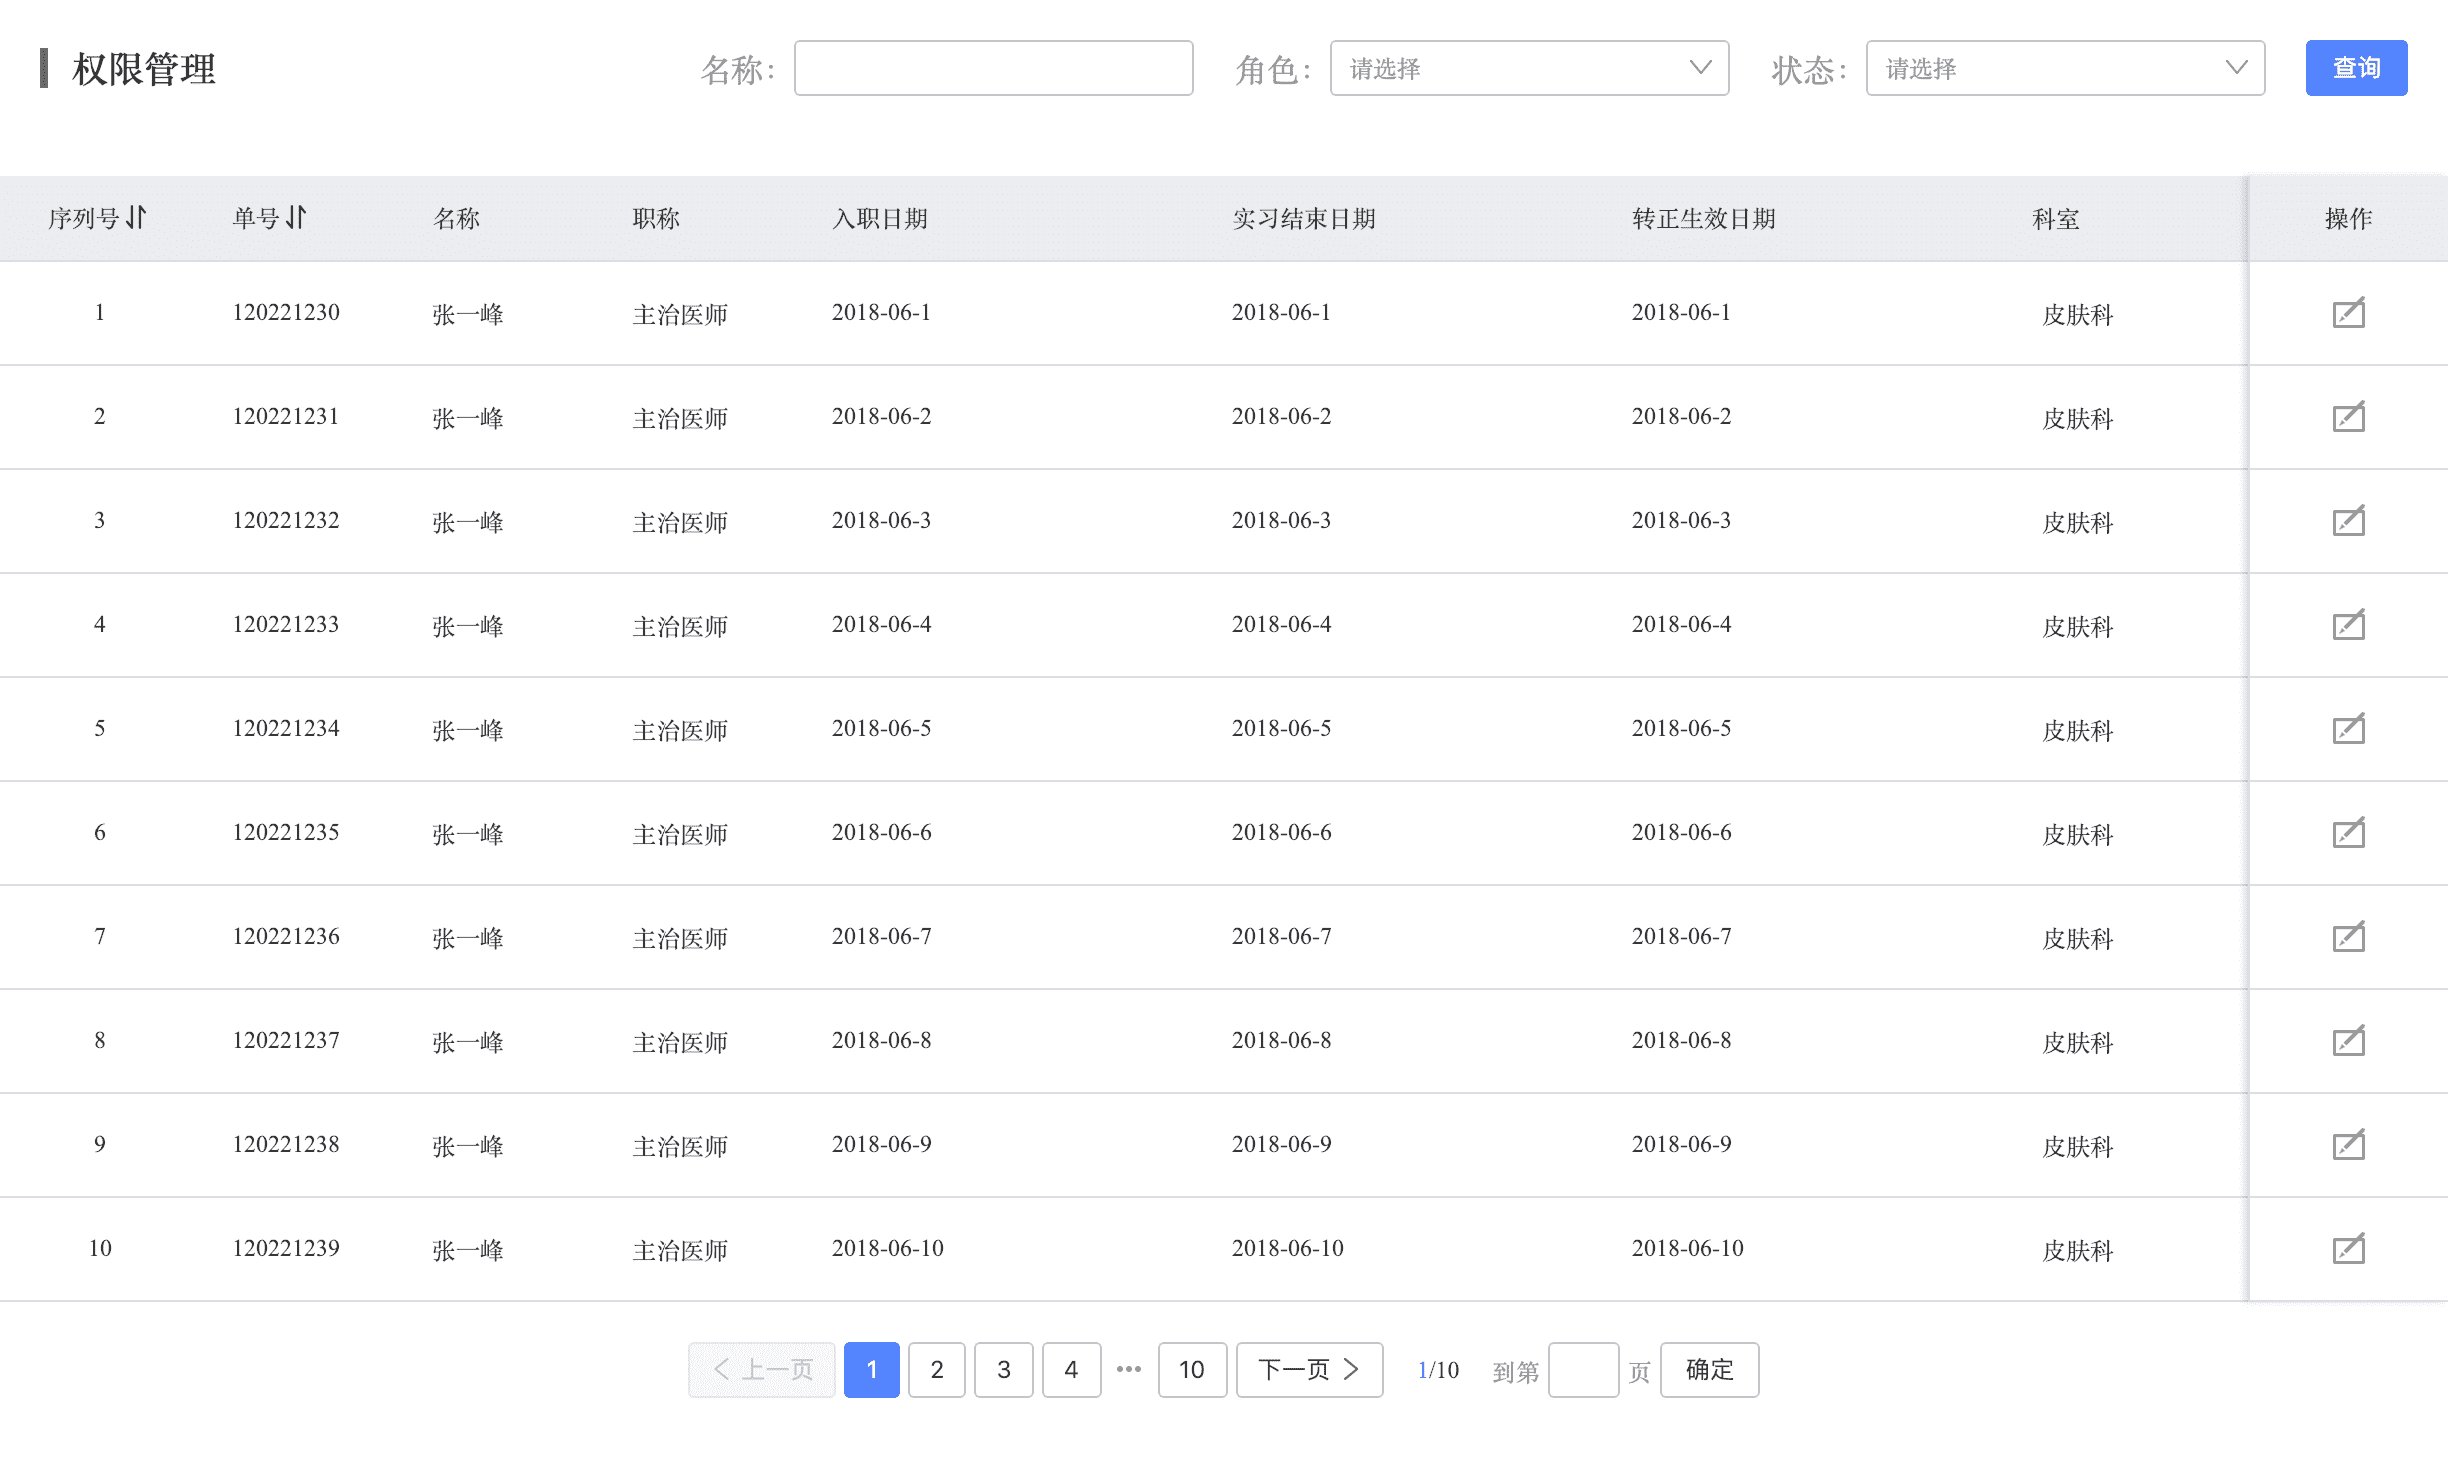 权限管理 名称: 角色: 请选择 状态: 请选择 查询
序列号 单号 名称 职称 入职日期 实习结束日期 转正生效日期 科室 操作
1 120221230 张一峰 主治医师 2018-06-1 2018-06-1 2018-06-1 皮肤科
2 120221231 张一峰 主治医师 2018-06-2 2018-06-2 2018-06-2 皮肤科
3 120221232 张一峰 主治医师 2018-06-3 2018-06-3 2018-06-3 皮肤科
4 120221233 张一峰 主治医师 2018-06-4 2018-06-4 2018-06-4 皮肤科
5 120221234 张一峰 主治医师 2018-06-5 2018-06-5 2018-06-5 皮肤科
6 120221235 张一峰 主治医师 2018-06-6 2018-06-6 2018-06-6 皮肤科
7 120221236 张一峰 主治医师 2018-06-7 2018-06-7 2018-06-7 皮肤科
8 120221237 张一峰 主治医师 2018-06-8 2018-06-8 2018-06-8 皮肤科
9 120221238 张一峰 主治医师 2018-06-9 2018-06-9 2018-06-9 皮肤科
10 120221239 张一峰 主治医师 2018-06-10 2018-06-10 2018-06-10 皮肤科
上一页 1 2 3 4 ••• 10 下一页 1/10 到第 页 确定